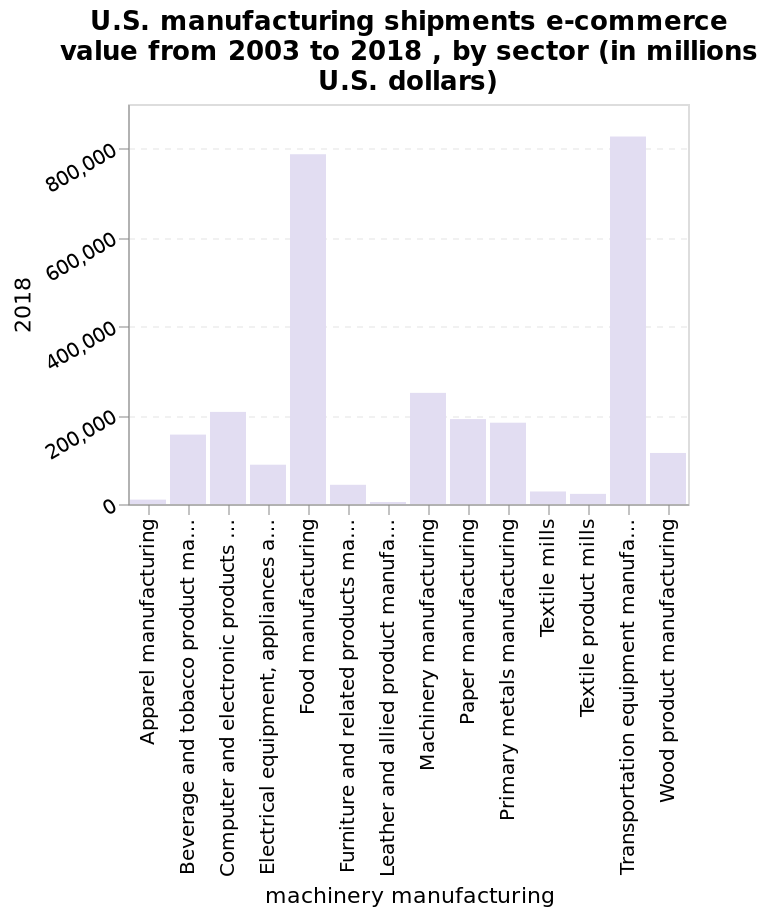 U.S. manufacturing shipments e-commerce
value from 2003 to 2018 , by sector (in millions
U.S. dollars)
800,000
600,000
400,000
200,000
0
2018
Apparel manufacturing
Beverage and tobacco product ma…
Computer and electronic products …
Electrical equipment, appliances a…
Food manufacturing
Furniture and related products ma…
Leather and allied product manufa…
Machinery manufacturing
Paper manufacturing
Primary metals manufacturing
Textile mills
Textile product mills
Transportation equipment manufa…
Wood product manufacturing
machinery manufacturing